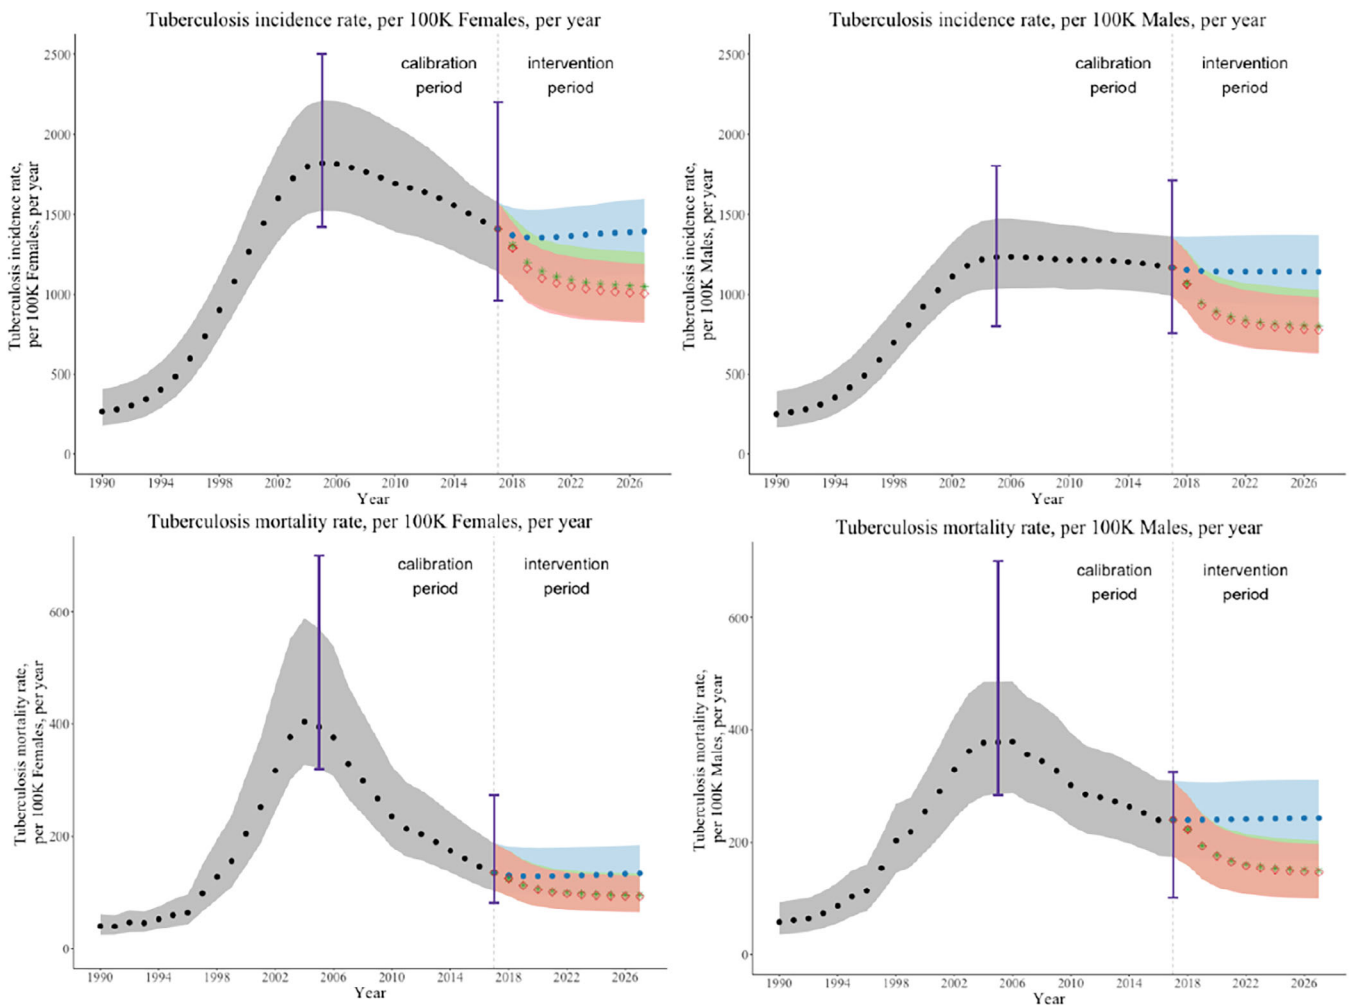 Tuberculosis incidence rate, per 100K Females, per year
Tuberculosis incidence rate,
per 100K Females, per year
2500
2000
1500
1000
500
0
calibration
period
intervention
period
1990 1994 1998 2002 2006 2010 2014 2018 2022 2026
Year
Tuberculosis incidence rate, per 100K Males, per year
Tuberculosis incidence rate,
per 100K Males, per year
2500
2000
1500
1000
500
0
calibration
period
intervention
period
1990 1994 1998 2002 2006 2010 2014 2018 2022 2026
Year
Tuberculosis mortality rate, per 100K Females, per year
Tuberculosis mortality rate,
per 100K Females, per year
600
400
200
0
calibration
period
intervention
period
1990 1994 1998 2002 2006 2010 2014 2018 2022 2026
Year
Tuberculosis mortality rate, per 100K Males, per year
Tuberculosis mortality rate,
per 100K Males, per year
600
400
200
0
calibration
period
intervention
period
1990 1994 1998 2002 2006 2010 2014 2018 2022 2026
Year